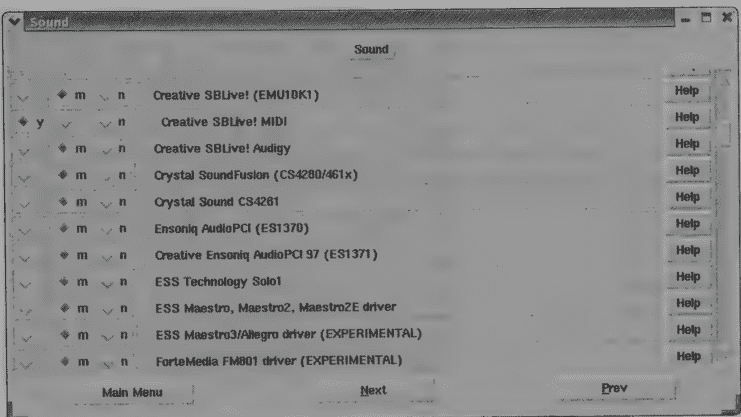 Sound
Sound
m n Creative SBLive! (EMU10K1) Help
y n Creative SBLive! MIDI Help
m n Creative SBLive! Audigy Help
m n Crystal SoundFusion (CS4280/461x) Help
m n Crystal Sound CS4281 Help
m n Ensoniq AudioPCI (ES1370) Help
m n Creative Ensoniq AudioPCI 97 (ES1371) Help
m n ESS Technology Solo1 Help
m n ESS Maestro, Maestro2, Maestro2E driver Help
m n ESS Maestro3/Allegro driver (EXPERIMENTAL) Help
m n ForteMedia FM801 driver (EXPERIMENTAL) Help
Main Menu Next Prev